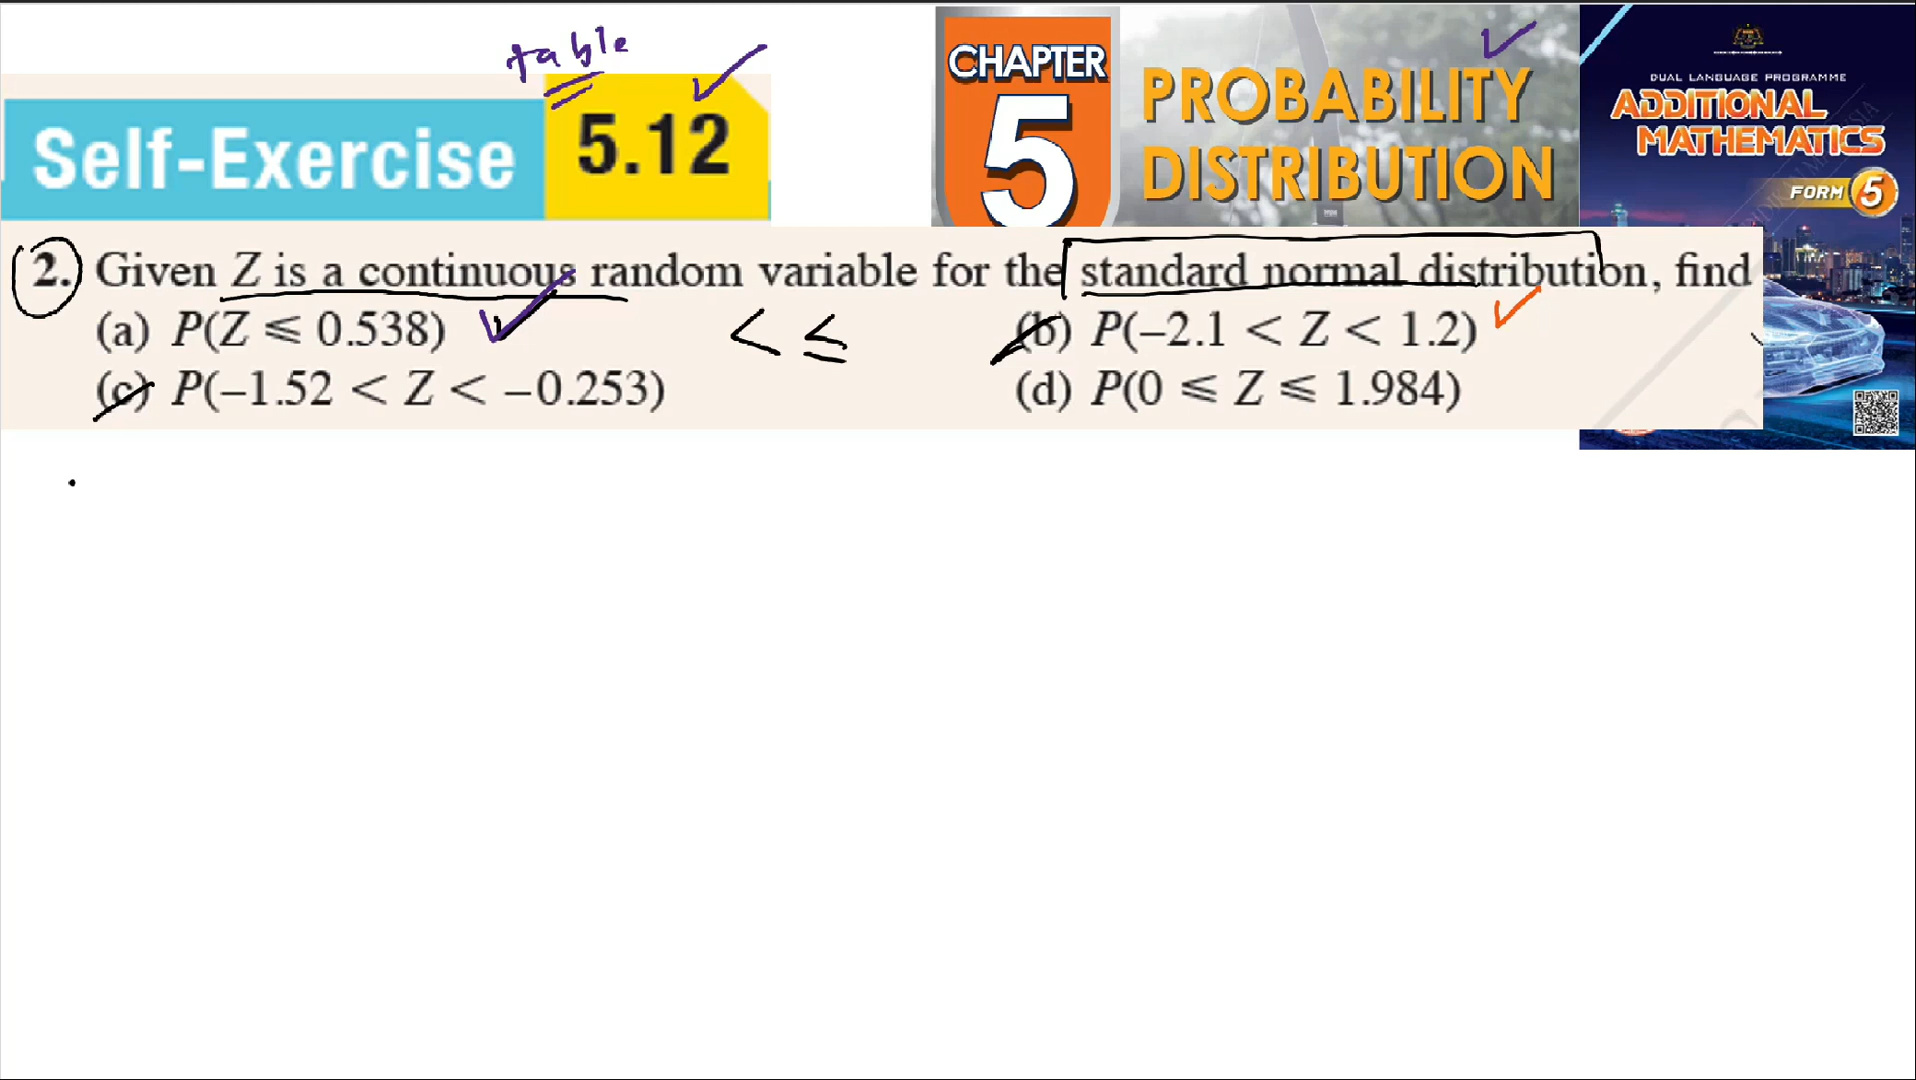 table
Self-Exercise 5.12
CHAPTER 5
PROBABILITY
DISTRIBUTION
DUAL LANGUAGE PROGRAMME
ADDITIONAL
MATHEMATICS
FORM 5
2. Given Z is a continuous random variable for the standard normal distribution, find
(a) P(Z ⩽ 0.538) < ≤ (b) P(–2.1 < Z < 1.2)
(c) P(–1.52 < Z < –0.253) (d) P(0 ⩽ Z ⩽ 1.984)